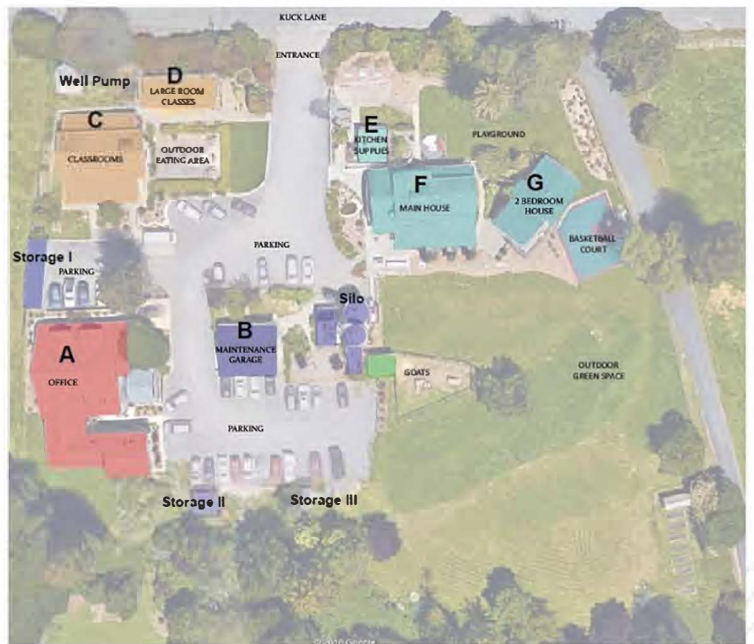 KUCK LANE
ENTRANCE
Well Pump
D
LARGE ROOM
CLASSES
C
CLASSROOMS
OUTDOOR
EATING AREA
E
KITCHEN
SUPPLIES
PLAYGROUND
F
MAIN HOUSE
G
2 BEDROOM
HOUSE
BASKETBALL
COURT
PARKING
Storage I
PARKING
Silo
A
OFFICE
B
MAINTENANCE
GARAGE
GOATS
OUTDOOR
GREEN SPACE
PARKING
Storage II
Storage III
© 2020 Google